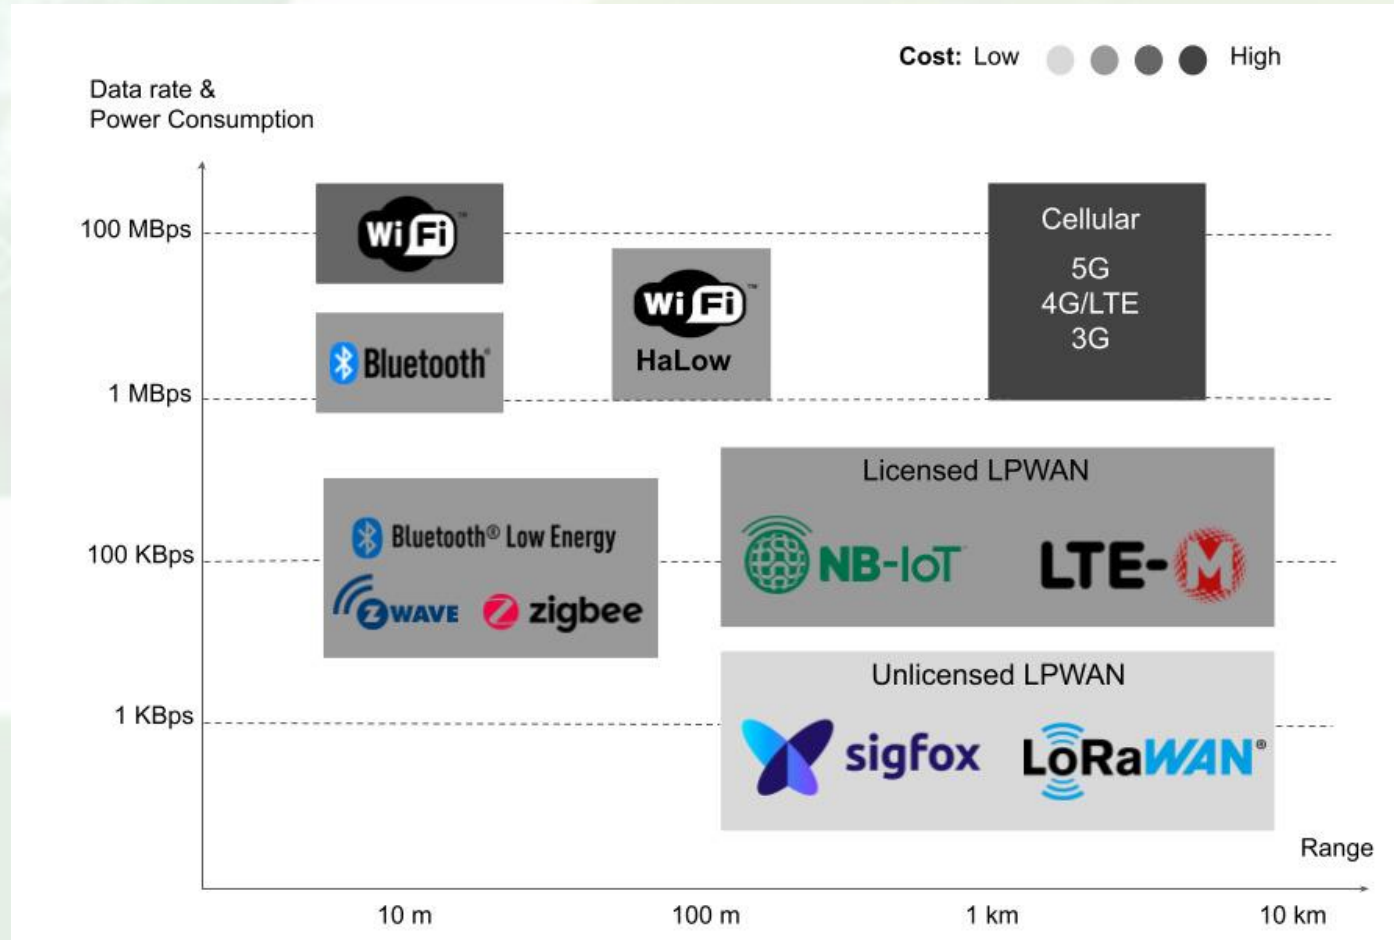 Cost: Low High
Data rate &
Power Consumption
100 MBps
WiFi™
Cellular
5G
4G/LTE
3G
WiFi™
HaLow
Bluetooth®
1 MBps
Licensed LPWAN
Bluetooth® Low Energy
100 KBps
NB-IoT
LTE-M
Z WAVE
zigbee
Unlicensed LPWAN
1 KBps
sigfox
LoRaWAN®
Range
10 m 100 m 1 km 10 km